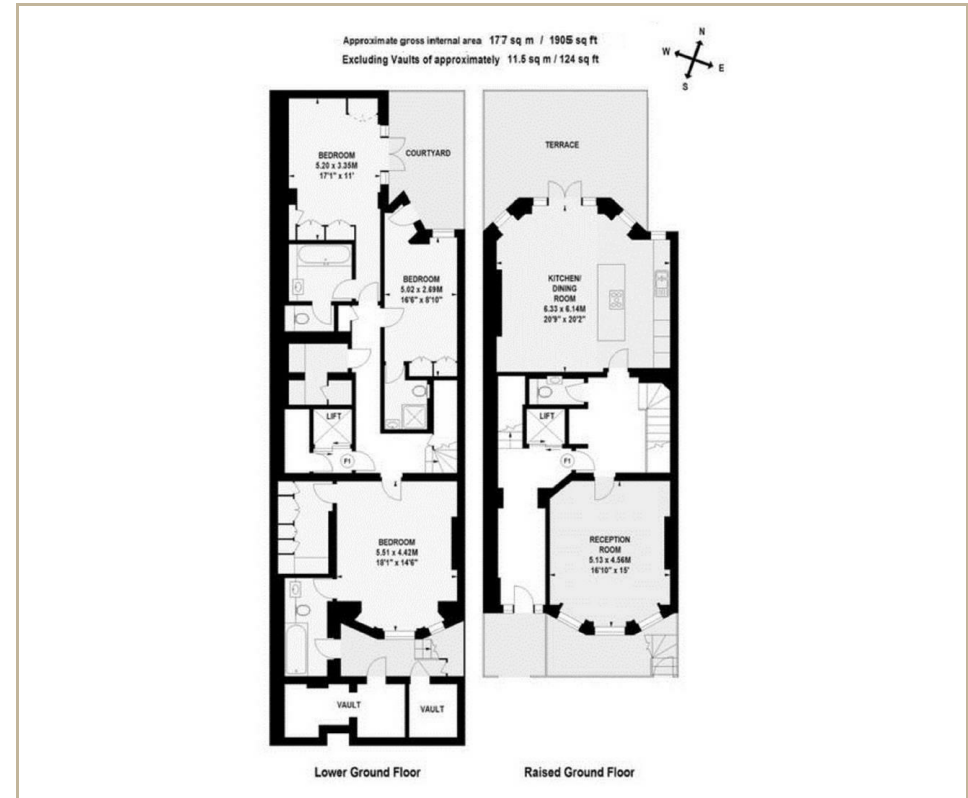 Approximate gross internal area 177 sq m / 1905 sq ft
Excluding Vaults of approximately 11.5 sq m / 124 sq ft
N
W
E
S
BEDROOM
5.20 x 3.35M
17'1" x 11'
COURTYARD
BEDROOM
5.02 x 2.69M
16'6" x 8'10"
LIFT
F1
BEDROOM
5.51 x 4.42M
18'1" x 14'6"
VAULT
VAULT
Lower Ground Floor
TERRACE
KITCHEN/
DINING
ROOM
6.33 x 6.14M
20'9" x 20'2"
LIFT
F1
RECEPTION
ROOM
5.13 x 4.56M
16'10" x 15'
Raised Ground Floor